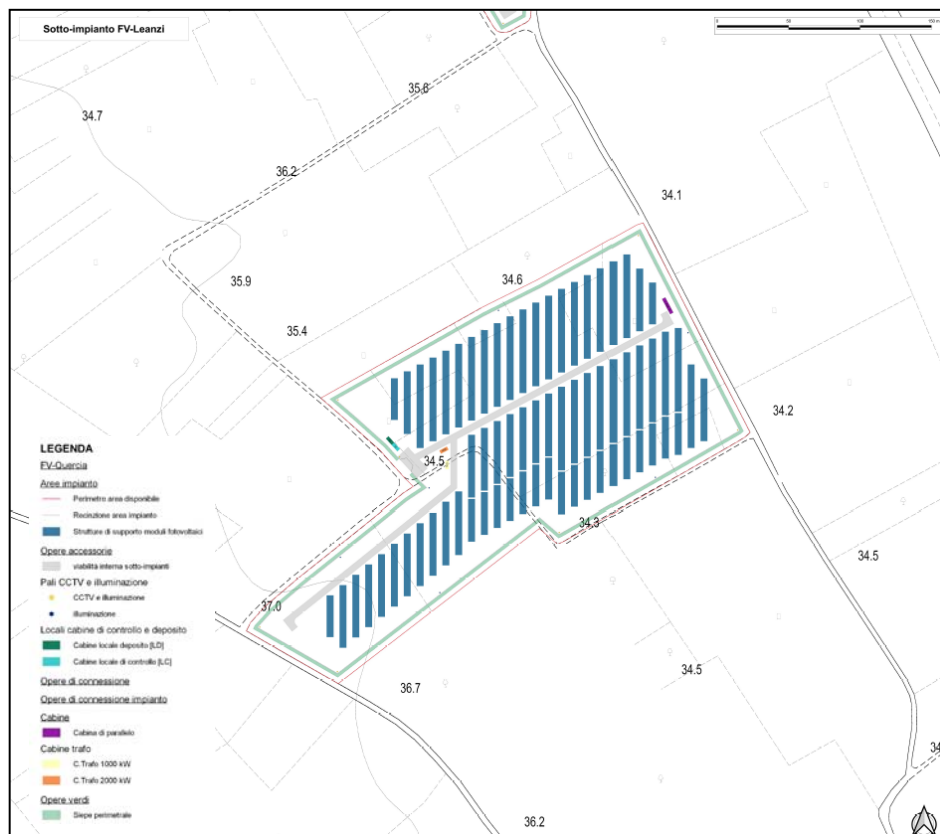 Sotto-impianto FV-Leanzi
0 50 100 150 m
35.6
34.7
36.2
34.1
35.9
34.6
35.4
34.2
LEGENDA
FV-Quercia
Aree impianto
Perimetro area disponibile
Recinzione area impianto
Strutture di supporto moduli fotovoltaici
Opere accessorie
viabilità interna sotto-impianti
Pali CCTV e illuminazione
CCTV e illuminazione
illuminazione
Locali cabine di controllo e deposito
Cabine locale deposito [LD]
Cabine locale di controllo [LC]
Opere di connessione
Opere di connessione impianto
Cabine
Cabina di parallelo
Cabine trafo
C.Trafo 1000 kW
C.Trafo 2000 kW
Opere verdi
Siepe perimetrale
34.5
34.3
34.5
37.0
34.5
36.7
36.2